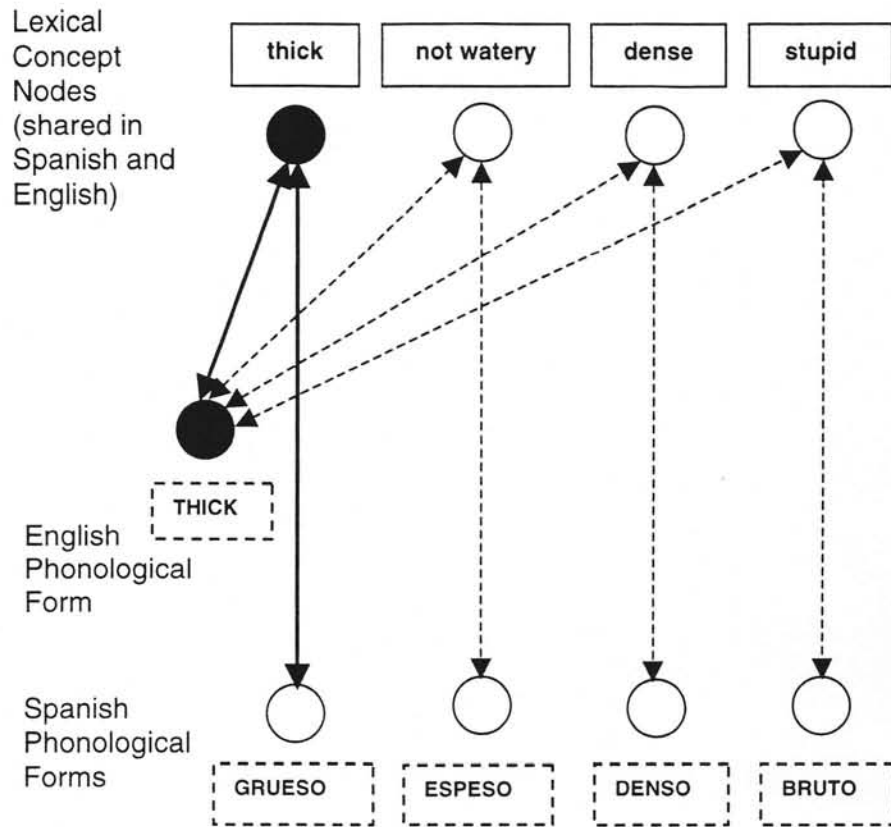 Lexical
Concept
Nodes
(shared in
Spanish and
English)
thick
not watery
dense
stupid
THICK
English
Phonological
Form
Spanish
Phonological
Forms
GRUESO
ESPESO
DENSO
BRUTO